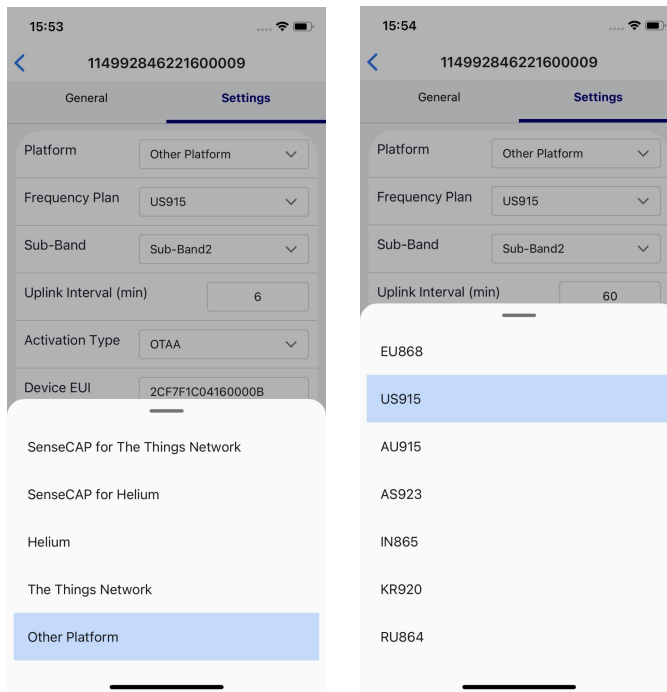 15:53
114992846221600009
General Settings
Platform Other Platform
Frequency Plan US915
Sub-Band Sub-Band2
Uplink Interval (min) 6
Activation Type OTAA
Device EUI 2CF7F1C04160000B
SenseCAP for The Things Network
SenseCAP for Helium
Helium
The Things Network
Other Platform
15:54
114992846221600009
General Settings
Platform Other Platform
Frequency Plan US915
Sub-Band Sub-Band2
Uplink Interval (min) 60
EU868
US915
AU915
AS923
IN865
KR920
RU864